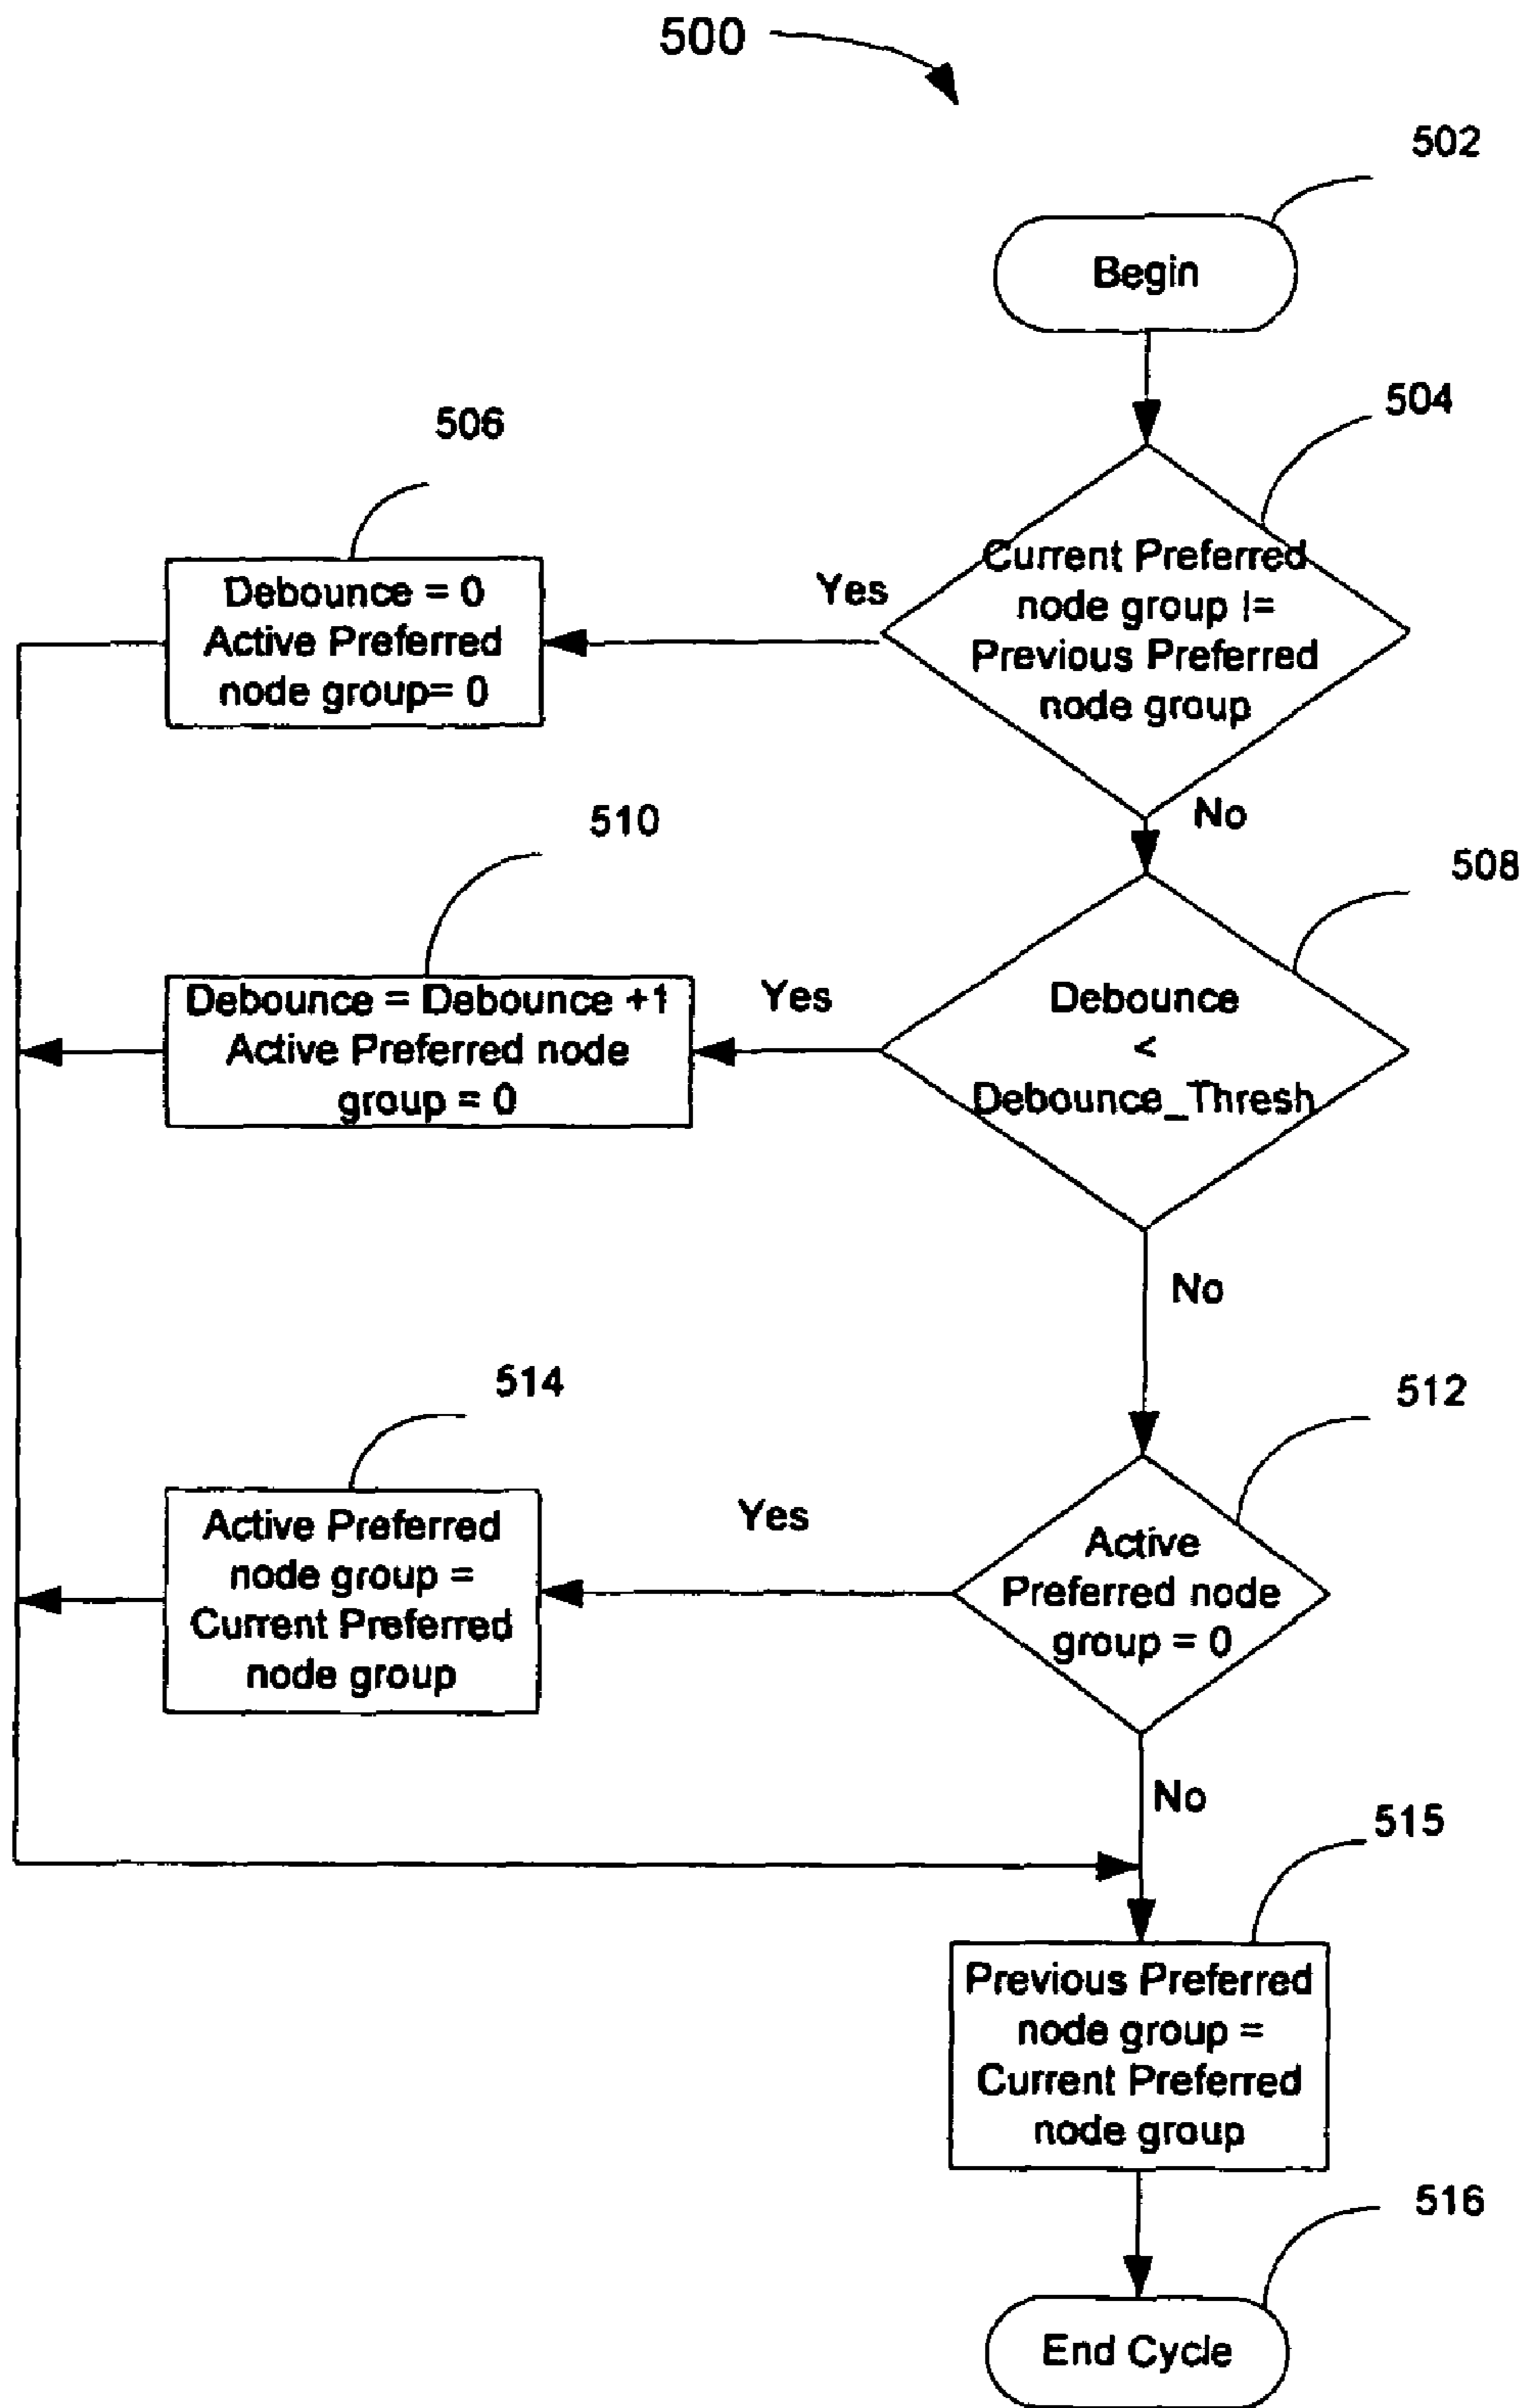 500
502
Begin
504
506
Current Preferred
node group !=
Previous Preferred
node group
Yes
Debounce = 0
Active Preferred
node group= 0
No
508
510
Debounce
<
Debounce_Thresh
Yes
Debounce = Debounce +1
Active Preferred node
group = 0
No
512
514
Active
Preferred node
group = 0
Yes
Active Preferred
node group =
Current Preferred
node group
No
515
Previous Preferred
node group =
Current Preferred
node group
516
End Cycle